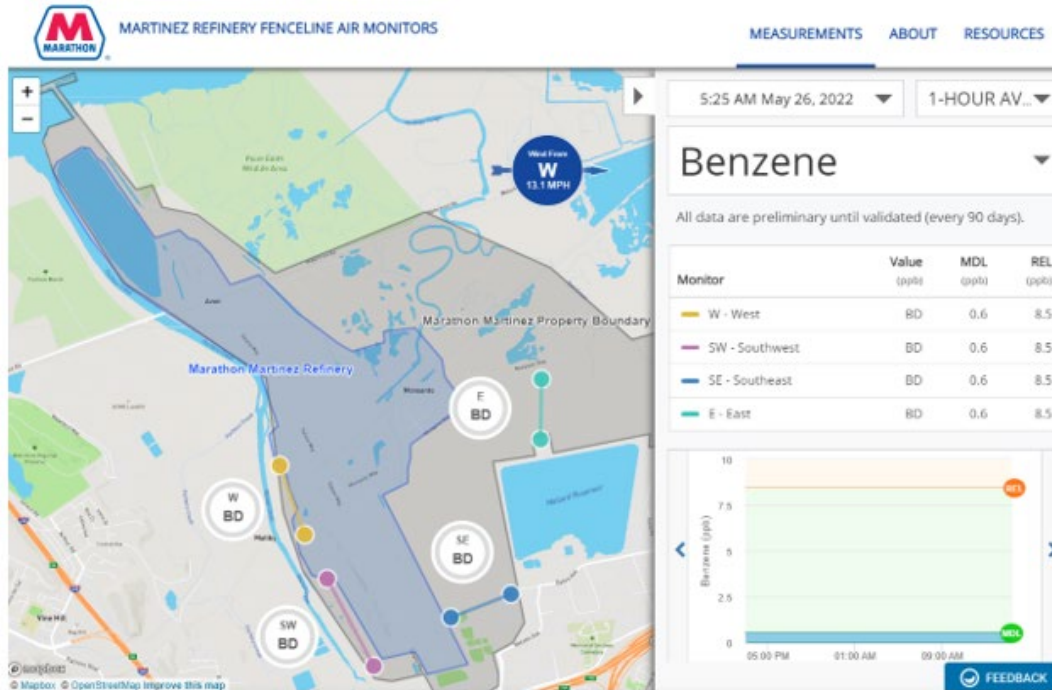 MARATHON
MARTINEZ REFINERY FENCELINE AIR MONITORS
MEASUREMENTS ABOUT RESOURCES
+
−
Wind From
W
13.1 MPH
Marathon Martinez Property Boundary
Marathon Martinez Refinery
Avon
Monsanto
E
BD
W
BD
SE
BD
SW
BD
Maltby
Vine Hill
mapbox
© Mapbox © OpenStreetMap Improve this map
5:25 AM May 26, 2022
1-HOUR AV...
Benzene
All data are preliminary until validated (every 90 days).
Monitor Value (ppb) MDL (ppb) REL (ppb)
W - West BD 0.6 8.5
SW - Southwest BD 0.6 8.5
SE - Southeast BD 0.6 8.5
E - East BD 0.6 8.5
Benzene (ppb)
10
7.5
5
2.5
0
REL
MDL
05:00 PM 01:00 AM 09:00 AM
FEEDBACK